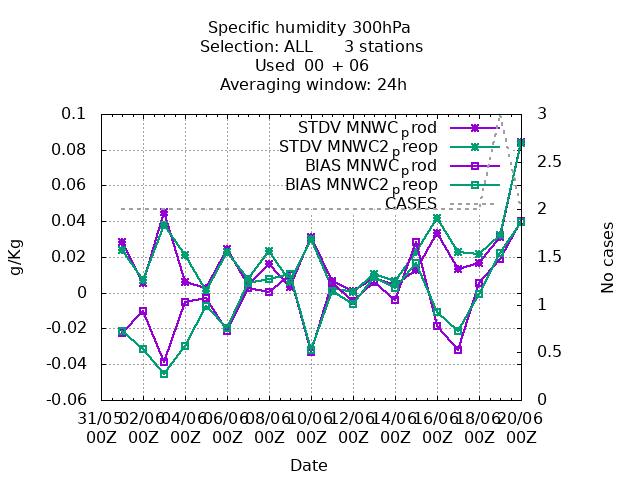 Specific humidity 300hPa
Selection: ALL      3 stations
Used  00  + 06
Averaging window: 24h
STDV MNWC_prod
STDV MNWC2_preop
BIAS MNWC_prod
BIAS MNWC2_preop
CASES
0.1
0.08
0.06
0.04
0.02
0
-0.02
-0.04
-0.06
g/Kg
3
2.5
2
1.5
1
0.5
0
No cases
31/05 02/06 04/06 06/06 08/06 10/06 12/06 14/06 16/06 18/06 20/06
00Z 00Z 00Z 00Z 00Z 00Z 00Z 00Z 00Z 00Z 00Z
Date